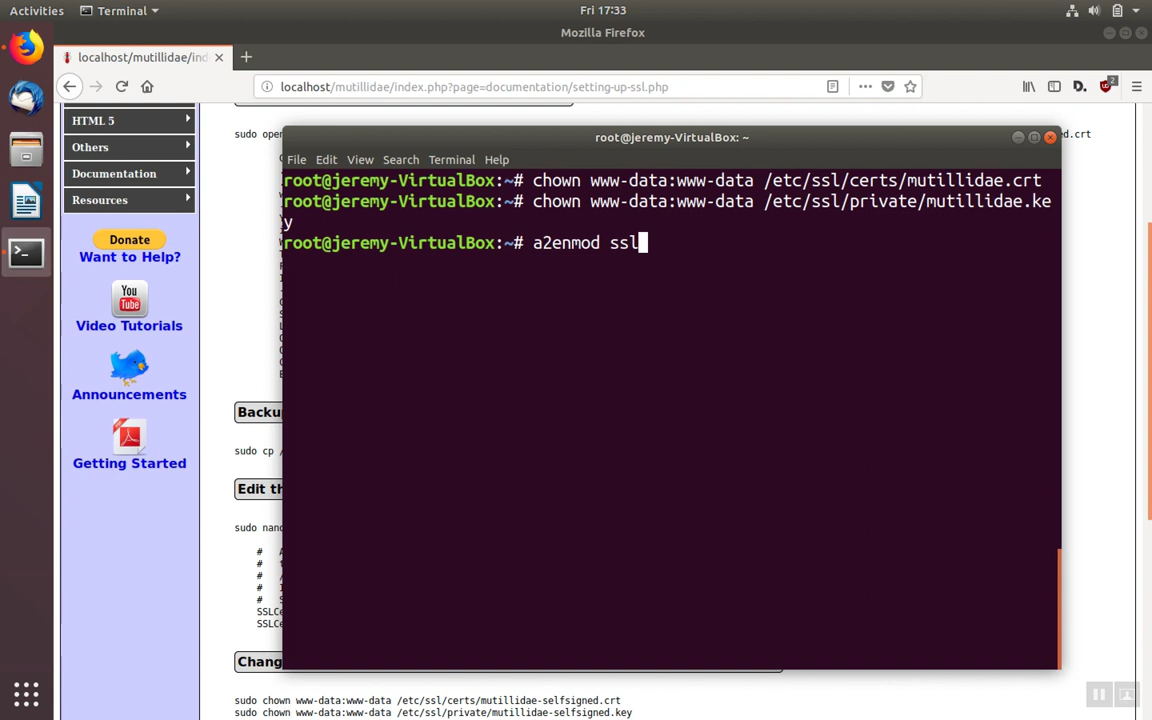 Activities
Terminal
Fri 17:33
Mozilla Firefox
localhost/mutillidae/ind
localhost/mutillidae/index.php?page=documentation/setting-up-ssl.php
D.
2
HTML 5
Others
Documentation
Resources
Donate
Want to Help?
You
Tube
Video Tutorials
Announcements
Getting Started
sudo open
ed.crt
root@jeremy-VirtualBox: ~
File Edit View Search Terminal Help
root@jeremy-VirtualBox:~# chown www-data:www-data /etc/ssl/certs/mutillidae.crt
root@jeremy-VirtualBox:~# chown www-data:www-data /etc/ssl/private/mutillidae.ke
y
root@jeremy-VirtualBox:~# a2enmod ssl
Backu
sudo cp /
Edit th
sudo nano
#
#
#
#
#
SSLCe
SSLCe
Chang
sudo chown www-data:www-data /etc/ssl/certs/mutillidae-selfsigned.crt
sudo chown www-data:www-data /etc/ssl/private/mutillidae-selfsigned.key